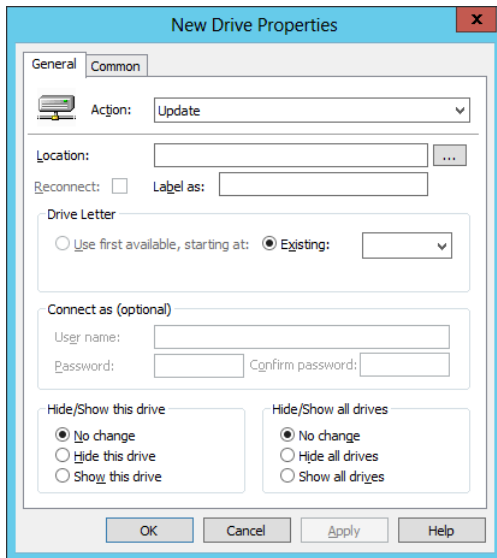 New Drive Properties
x
General Common
Action: Update
Location: ...
Reconnect: Label as:
Drive Letter
Use first available, starting at: Existing:
Connect as (optional)
User name:
Password: Confirm password:
Hide/Show this drive Hide/Show all drives
No change No change
Hide this drive Hide all drives
Show this drive Show all drives
OK Cancel Apply Help